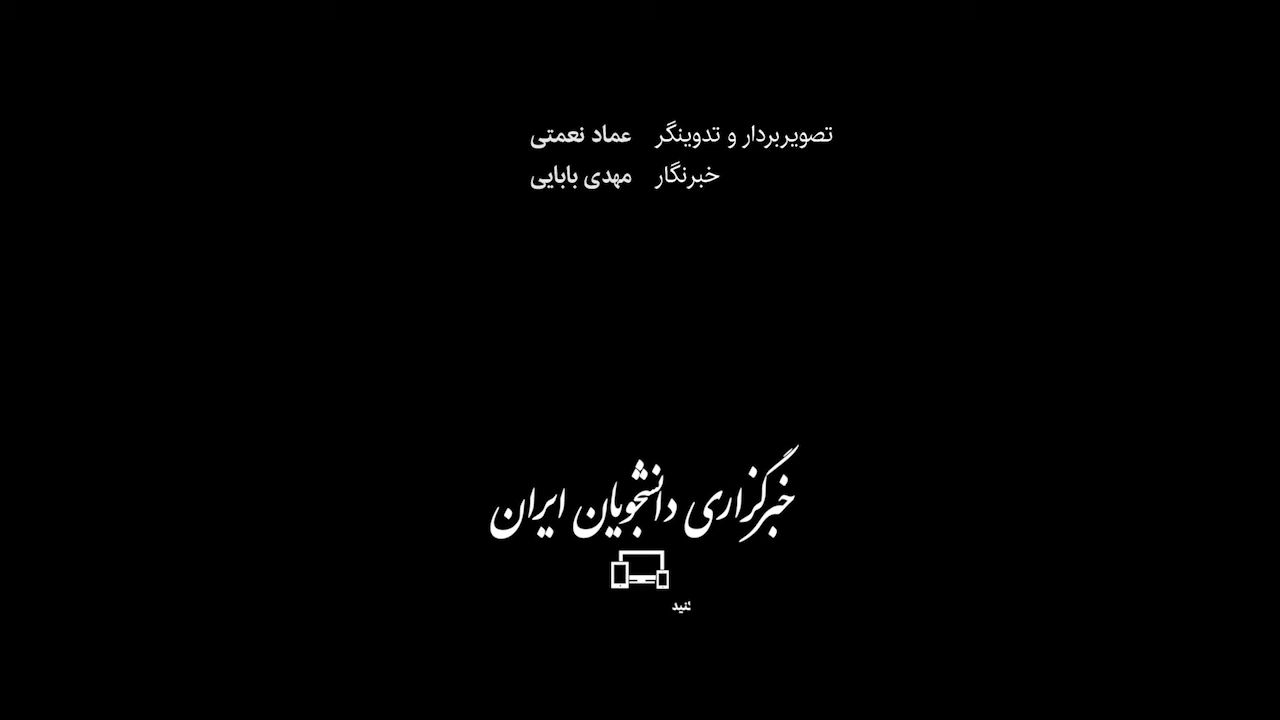 تصویربردار و تدوینگر عماد نعمتی
خبرنگار مهدی بابایی
خبرگزاری دانشجویان ایران